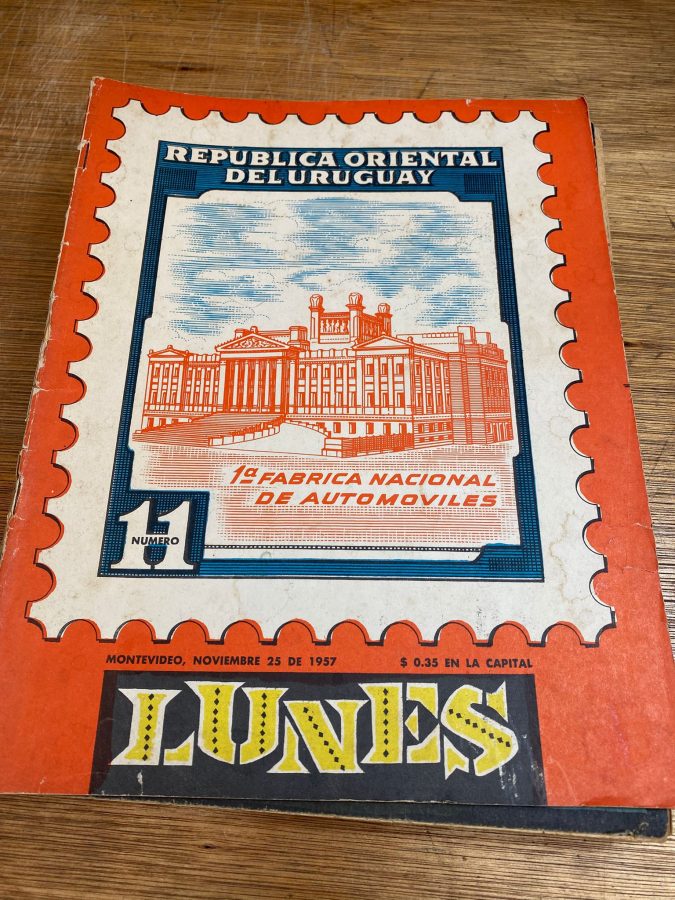 REPUBLICA ORIENTAL
DEL URUGUAY
1a FABRICA NACIONAL
DE AUTOMOVILES
11
NUMERO
MONTEVIDEO, NOVIEMBRE 25 DE 1957 $ 0.35 EN LA CAPITAL
LUNES